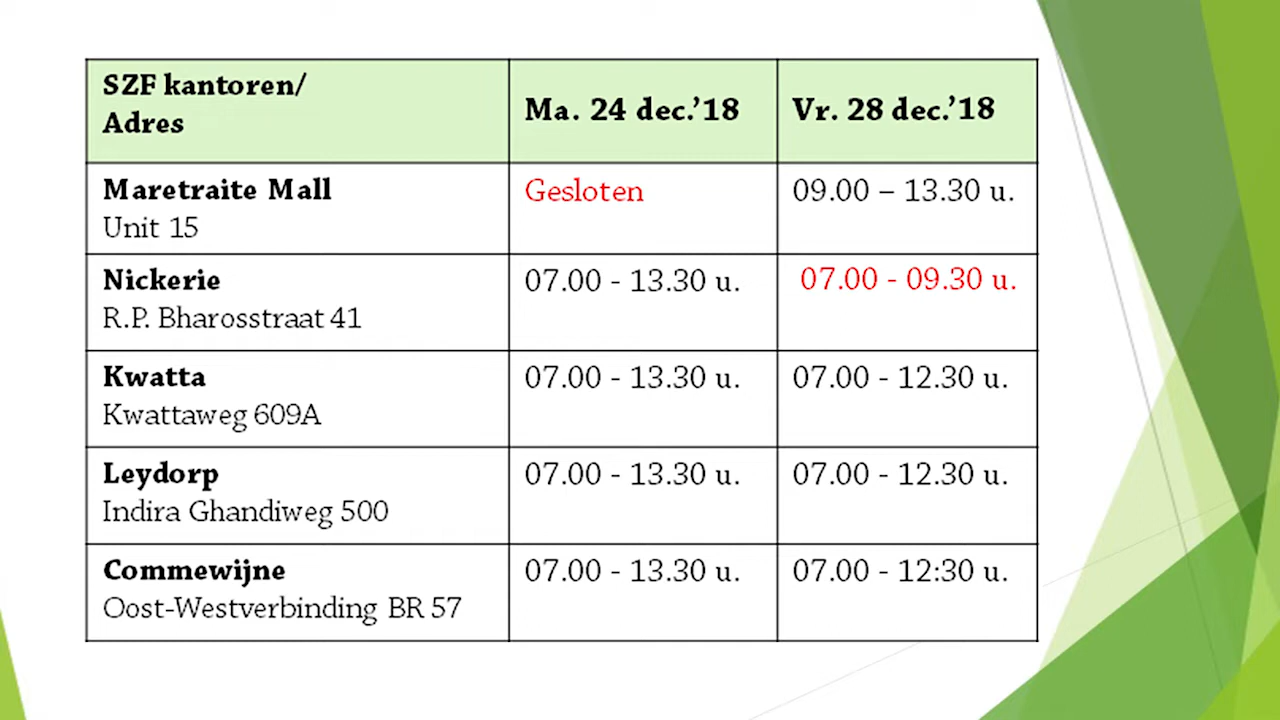 SZF kantoren/
Adres
Ma. 24 dec.’18
Vr. 28 dec.’18
Maretraite Mall
Unit 15
Gesloten
09.00 – 13.30 u.
Nickerie
R.P. Bharosstraat 41
07.00 - 13.30 u.
07.00 - 09.30 u.
Kwatta
Kwattaweg 609A
07.00 - 13.30 u.
07.00 - 12.30 u.
Leydorp
Indira Ghandiweg 500
07.00 - 13.30 u.
07.00 - 12.30 u.
Commewijne
Oost-Westverbinding BR 57
07.00 - 13.30 u.
07.00 - 12:30 u.